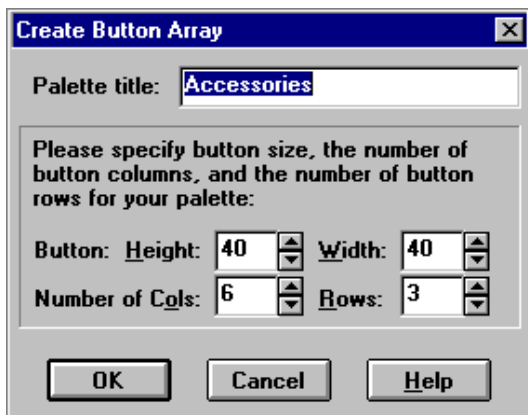 Create Button Array
Palette title: Accessories
Please specify button size, the number of
button columns, and the number of button
rows for your palette:
Button: Height: 40 Width: 40
Number of Cols: 6 Rows: 3
OK Cancel Help